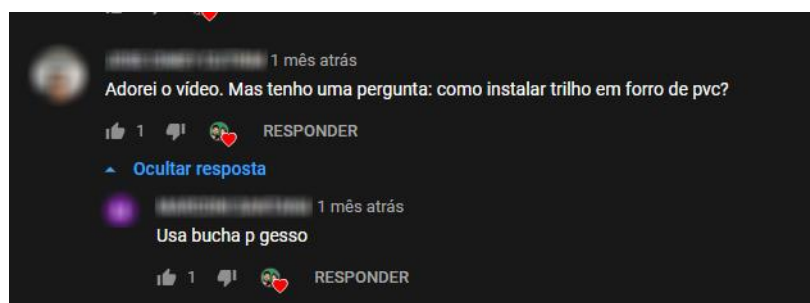 1 mês atrás
Adorei o vídeo. Mas tenho uma pergunta: como instalar trilho em forro de pvc?
1 RESPONDER
Ocultar resposta
1 mês atrás
Usa bucha p gesso
1 RESPONDER